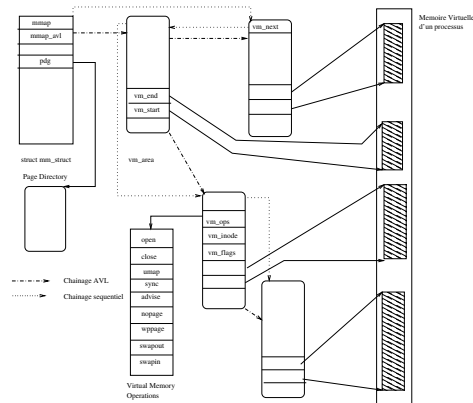 mmap
mmap_avl
pdg
struct mm_struct
Page Directory
vm_end
vm_start
vm_area
vm_next
Memoire Virtuelle
d'un processus
vm_ops
vm_inode
vm_flags
open
close
umap
sync
advise
nopage
wppage
swapout
swapin
Virtual Memory
Operations
Chainage AVL
Chainage sequentiel